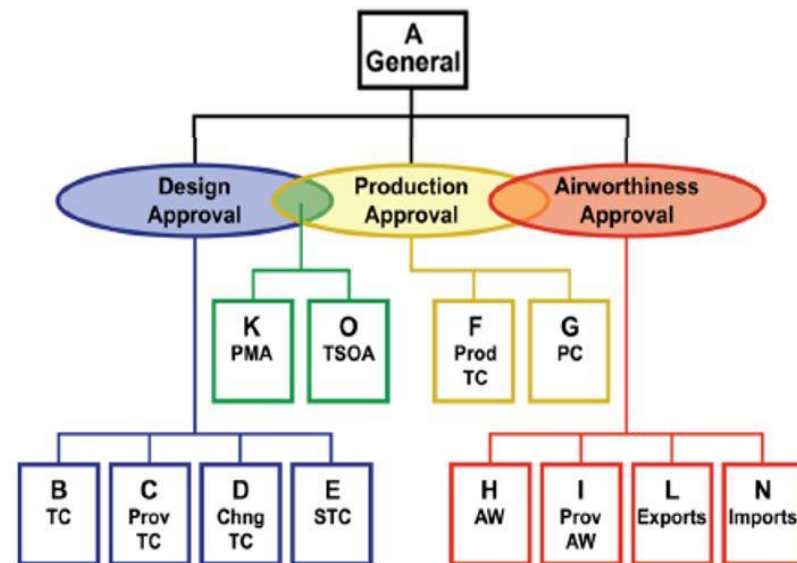 A
General
Design
Approval
Production
Approval
Airworthiness
Approval
K
PMA
O
TSOA
F
Prod
TC
G
PC
B
TC
C
Prov
TC
D
Chng
TC
E
STC
H
AW
I
Prov
AW
L
Exports
N
Imports